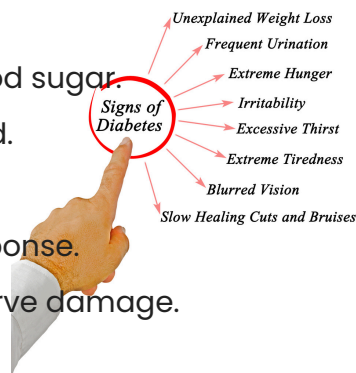 Unexplained Weight Loss
Frequent Urination
Extreme Hunger
od sugar.
Signs of
Diabetes
Irritability
d.
Excessive Thirst
Extreme Tiredness
Blurred Vision
Slow Healing Cuts and Bruises
onse.
rve damage.